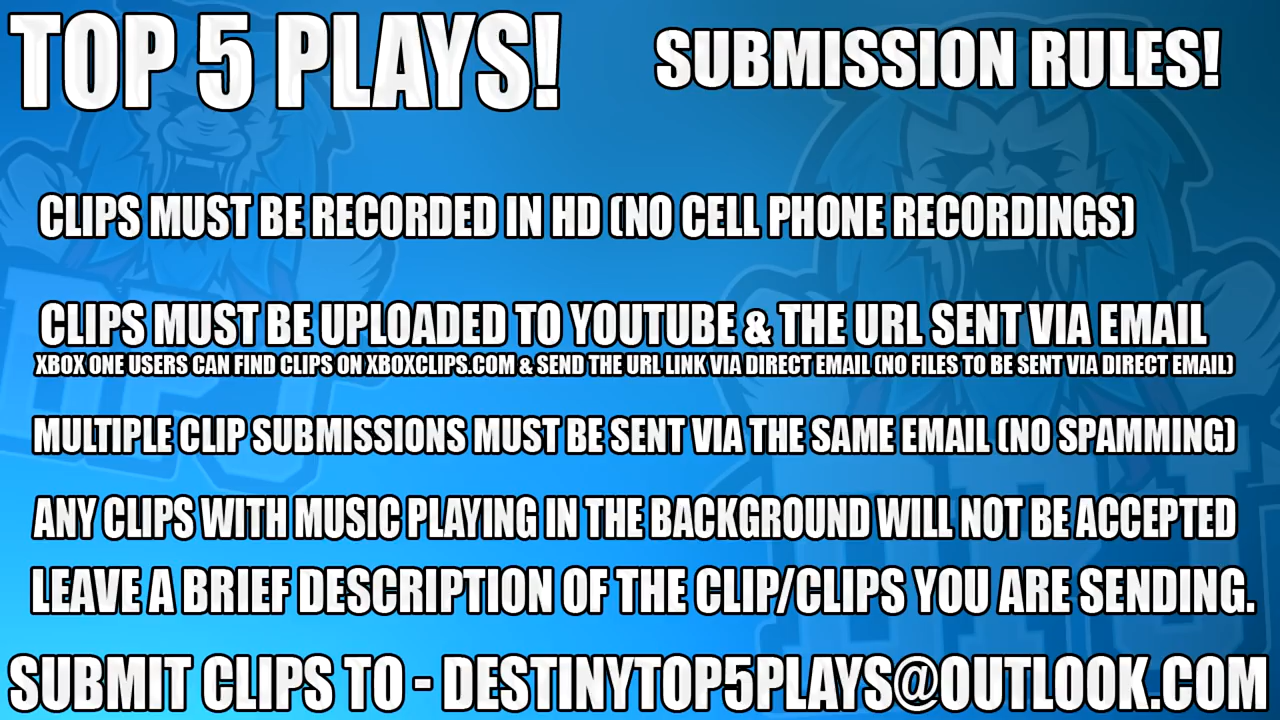 TOP 5 PLAYS!
SUBMISSION RULES!
CLIPS MUST BE RECORDED IN HD (NO CELL PHONE RECORDINGS)
CLIPS MUST BE UPLOADED TO YOUTUBE & THE URL SENT VIA EMAIL
XBOX ONE USERS CAN FIND CLIPS ON XBOXCLIPS.COM & SEND THE URL LINK VIA DIRECT EMAIL (NO FILES TO BE SENT VIA DIRECT EMAIL)
MULTIPLE CLIP SUBMISSIONS MUST BE SENT VIA THE SAME EMAIL (NO SPAMMING)
ANY CLIPS WITH MUSIC PLAYING IN THE BACKGROUND WILL NOT BE ACCEPTED
LEAVE A BRIEF DESCRIPTION OF THE CLIP/CLIPS YOU ARE SENDING.
SUBMIT CLIPS TO - DESTINYTOP5PLAYS@OUTLOOK.COM